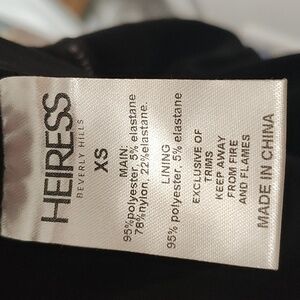 HEIRESS
BEVERLY HILLS
XS
MAIN:
95%polyester, 5% elastane
78%nylon, 22%elastane.
LINING
95% polyester, 5% elastane
EXCLUSIVE OF
TRIMS
KEEP AWAY
FROM FIRE
AND FLAMES
MADE IN CHINA